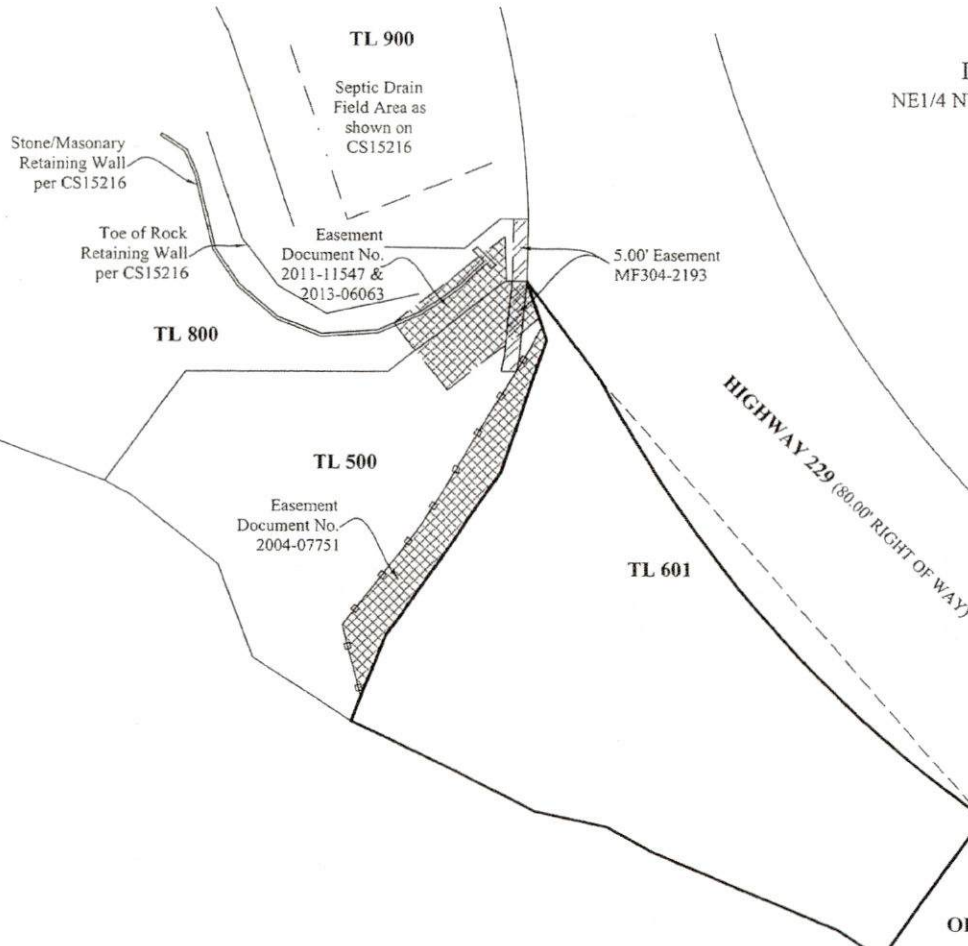 TL 900
Septic Drain
Field Area as
shown on
CS15216
NE1/4 N
Stone/Masonary
Retaining Wall
per CS15216
Toe of Rock
Retaining Wall
per CS15216
Easement
Document No.
2011-11547 &
2013-06063
5.00' Easement
MF304-2193
TL 800
HIGHWAY 229 (80.00' RIGHT OF WAY)
TL 500
Easement
Document No.
2004-07751
TL 601